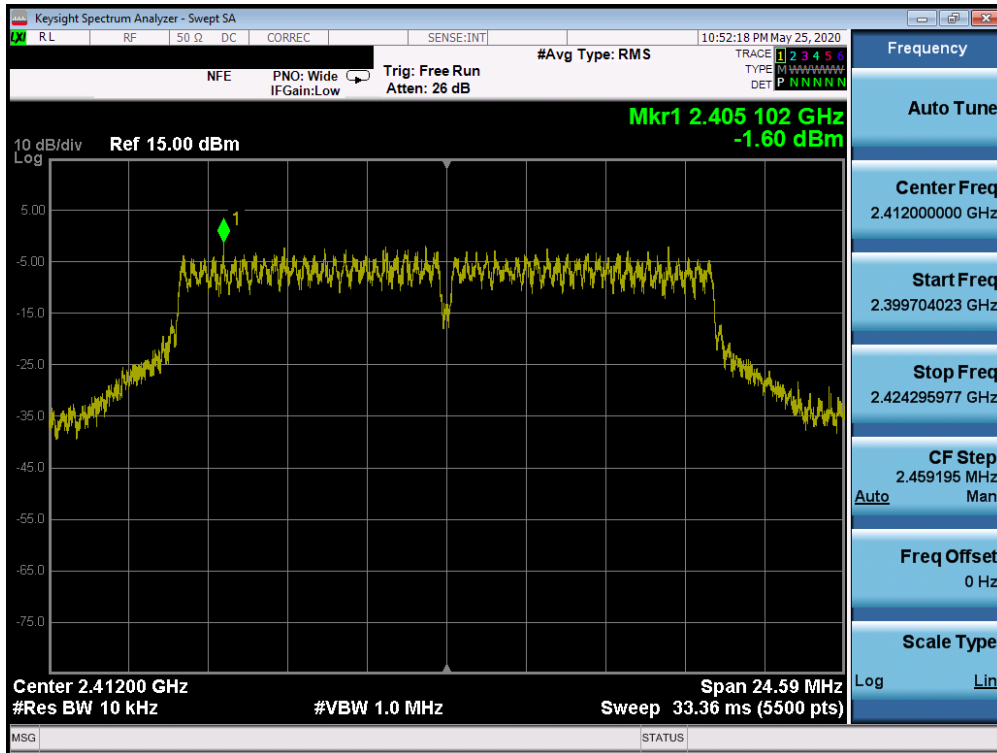 Keysight Spectrum Analyzer - Swept SA
LXI RL RF 50 Ω DC CORREC SENSE:INT 10:52:18 PM May 25, 2020
NFE PNO: Wide Trig: Free Run #Avg Type: RMS TRACE 1 2 3 4 5 6
IFGain:Low Atten: 26 dB TYPE M W W W W W
DET P N N N N N
Mkr1 2.405 102 GHz
-1.60 dBm
10 dB/div Ref 15.00 dBm
Log
1
5.00
-5.00
-15.0
-25.0
-35.0
-45.0
-55.0
-65.0
-75.0
Center 2.41200 GHz Span 24.59 MHz
#Res BW 10 kHz #VBW 1.0 MHz Sweep 33.36 ms (5500 pts)
MSG STATUS
Frequency
Auto Tune
Center Freq
2.412000000 GHz
Start Freq
2.399704023 GHz
Stop Freq
2.424295977 GHz
CF Step
2.459195 MHz
Auto Man
Freq Offset
0 Hz
Scale Type
Log Lin